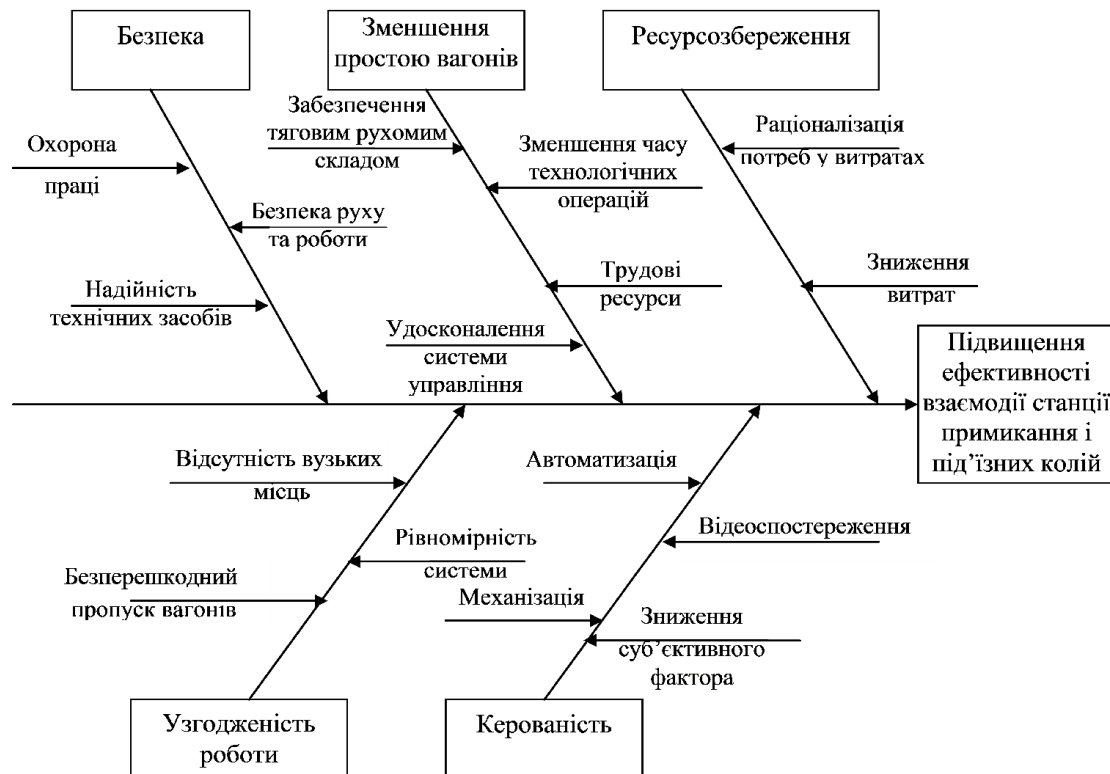 Безпека
Зменшення
простою вагонів
Ресурсозбереження
Забезпечення
тяговим рухомим
складом
Охорона
праці
Зменшення часу
технологічних
операцій
Раціоналізація
потреб у витратах
Безпека руху
та роботи
Надійність
технічних засобів
Трудові
ресурси
Зниження
витрат
Удосконалення
системи
управління
Підвищення
ефективності
взаємодії станції
примикання і
під’їзних колій
Відсутність вузьких
місць
Автоматизація
Рівномірність
системи
Відеоспостереження
Безперешкодний
пропуск вагонів
Механізація
Зниження
суб’єктивного
фактора
Узгодженість
роботи
Керованість